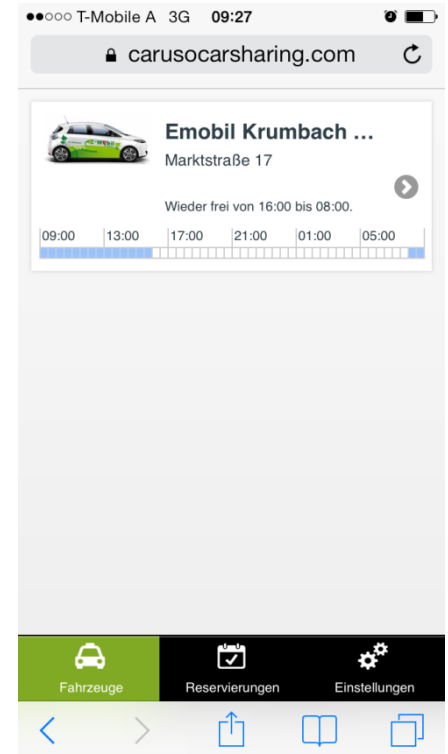 T-Mobile A 3G 09:27
carusocarsharing.com
Emobil Krumbach ...
Marktstraße 17
Wieder frei von 16:00 bis 08:00.
09:00 13:00 17:00 21:00 01:00 05:00
Fahrzeuge Reservierungen Einstellungen